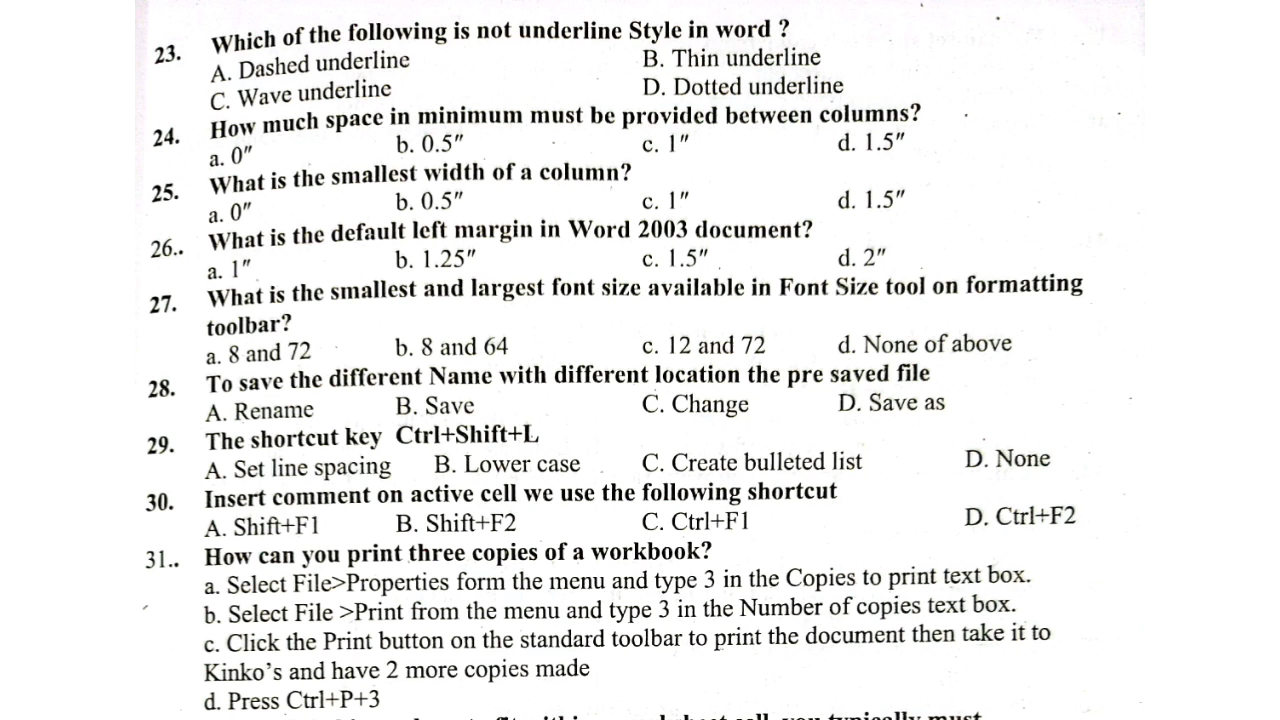 23. Which of the following is not underline Style in word ?
A. Dashed underline B. Thin underline
C. Wave underline D. Dotted underline
24. How much space in minimum must be provided between columns?
a. 0" b. 0.5" c. 1" d. 1.5"
25. What is the smallest width of a column?
a. 0" b. 0.5" c. 1" d. 1.5"
26.. What is the default left margin in Word 2003 document?
a. 1" b. 1.25" c. 1.5" d. 2"
27. What is the smallest and largest font size available in Font Size tool on formatting
toolbar?
a. 8 and 72 b. 8 and 64 c. 12 and 72 d. None of above
28. To save the different Name with different location the pre saved file
A. Rename B. Save C. Change D. Save as
29. The shortcut key Ctrl+Shift+L
A. Set line spacing B. Lower case C. Create bulleted list D. None
30. Insert comment on active cell we use the following shortcut
A. Shift+F1 B. Shift+F2 C. Ctrl+F1 D. Ctrl+F2
31.. How can you print three copies of a workbook?
a. Select File>Properties form the menu and type 3 in the Copies to print text box.
b. Select File >Print from the menu and type 3 in the Number of copies text box.
c. Click the Print button on the standard toolbar to print the document then take it to
Kinko's and have 2 more copies made
d. Press Ctrl+P+3